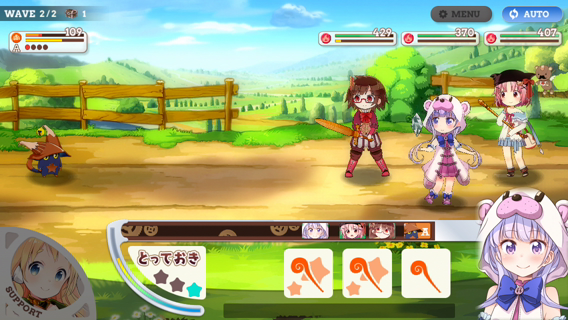 WAVE 2/2 1
MENU
AUTO
109
A
429
370
407
A
とっておき
SUPPORT